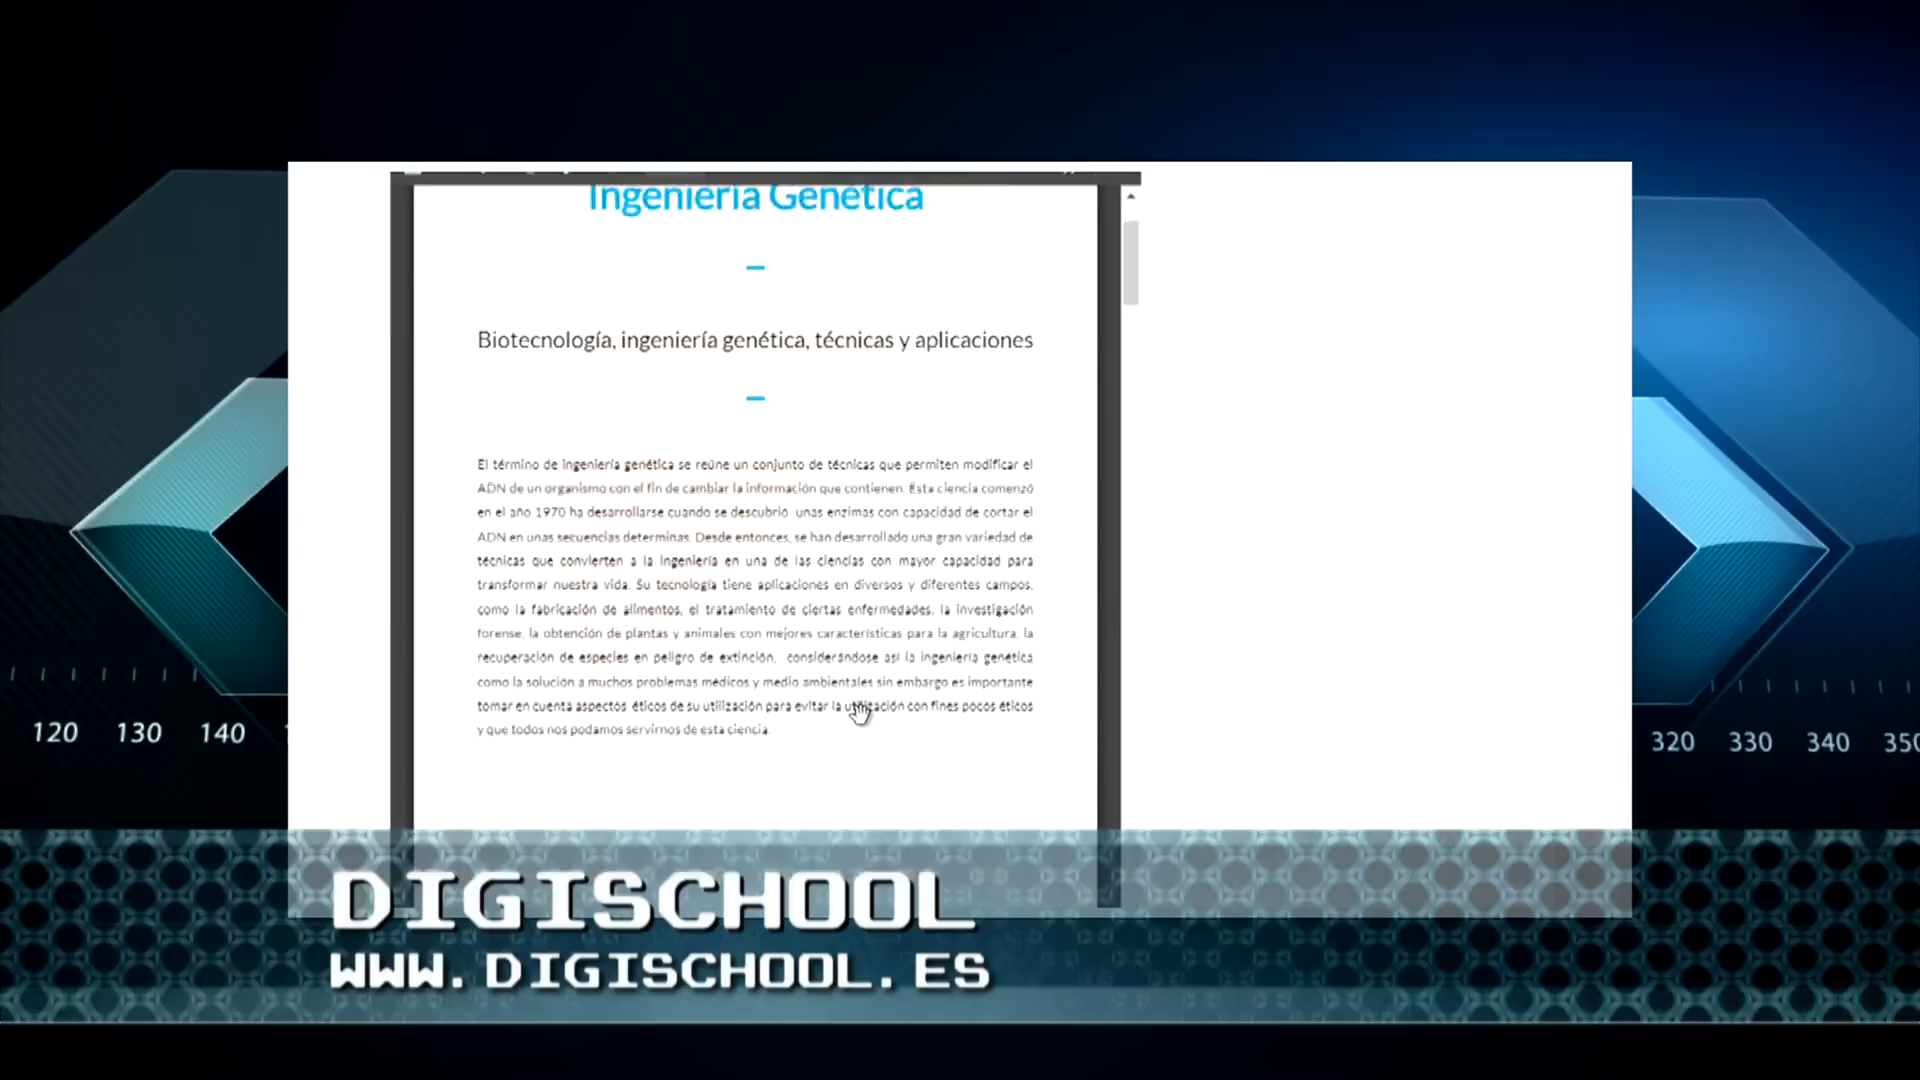 Ingeniería Genética
Biotecnología, ingeniería genética, técnicas y aplicaciones
El término de ingeniería genética se reúne un conjunto de técnicas que permiten modificar el
ADN de un organismo con el fin de cambiar la información que contienen. Esta ciencia comenzó
en el año 1970 ha desarrollarse cuando se descubrió unas enzimas con capacidad de cortar el
ADN en unas secuencias determinas. Desde entonces, se han desarrollado una gran variedad de
técnicas que convierten a la ingeniería en una de las ciencias con mayor capacidad para
transformar nuestra vida. Su tecnología tiene aplicaciones en diversos y diferentes campos,
como la fabricación de alimentos, el tratamiento de ciertas enfermedades, la investigación
forense, la obtención de plantas y animales con mejores características para la agricultura, la
recuperación de especies en peligro de extinción, considerándose así la ingeniería genética
como la solución a muchos problemas médicos y medio ambientales sin embargo es importante
tomar en cuenta aspectos éticos de su utilización para evitar la utilización con fines pocos éticos
y que todos nos podamos servirnos de esta ciencia.
120 130 140
320 330 340 350
DIGISCHOOL
WWW.DIGISCHOOL.ES